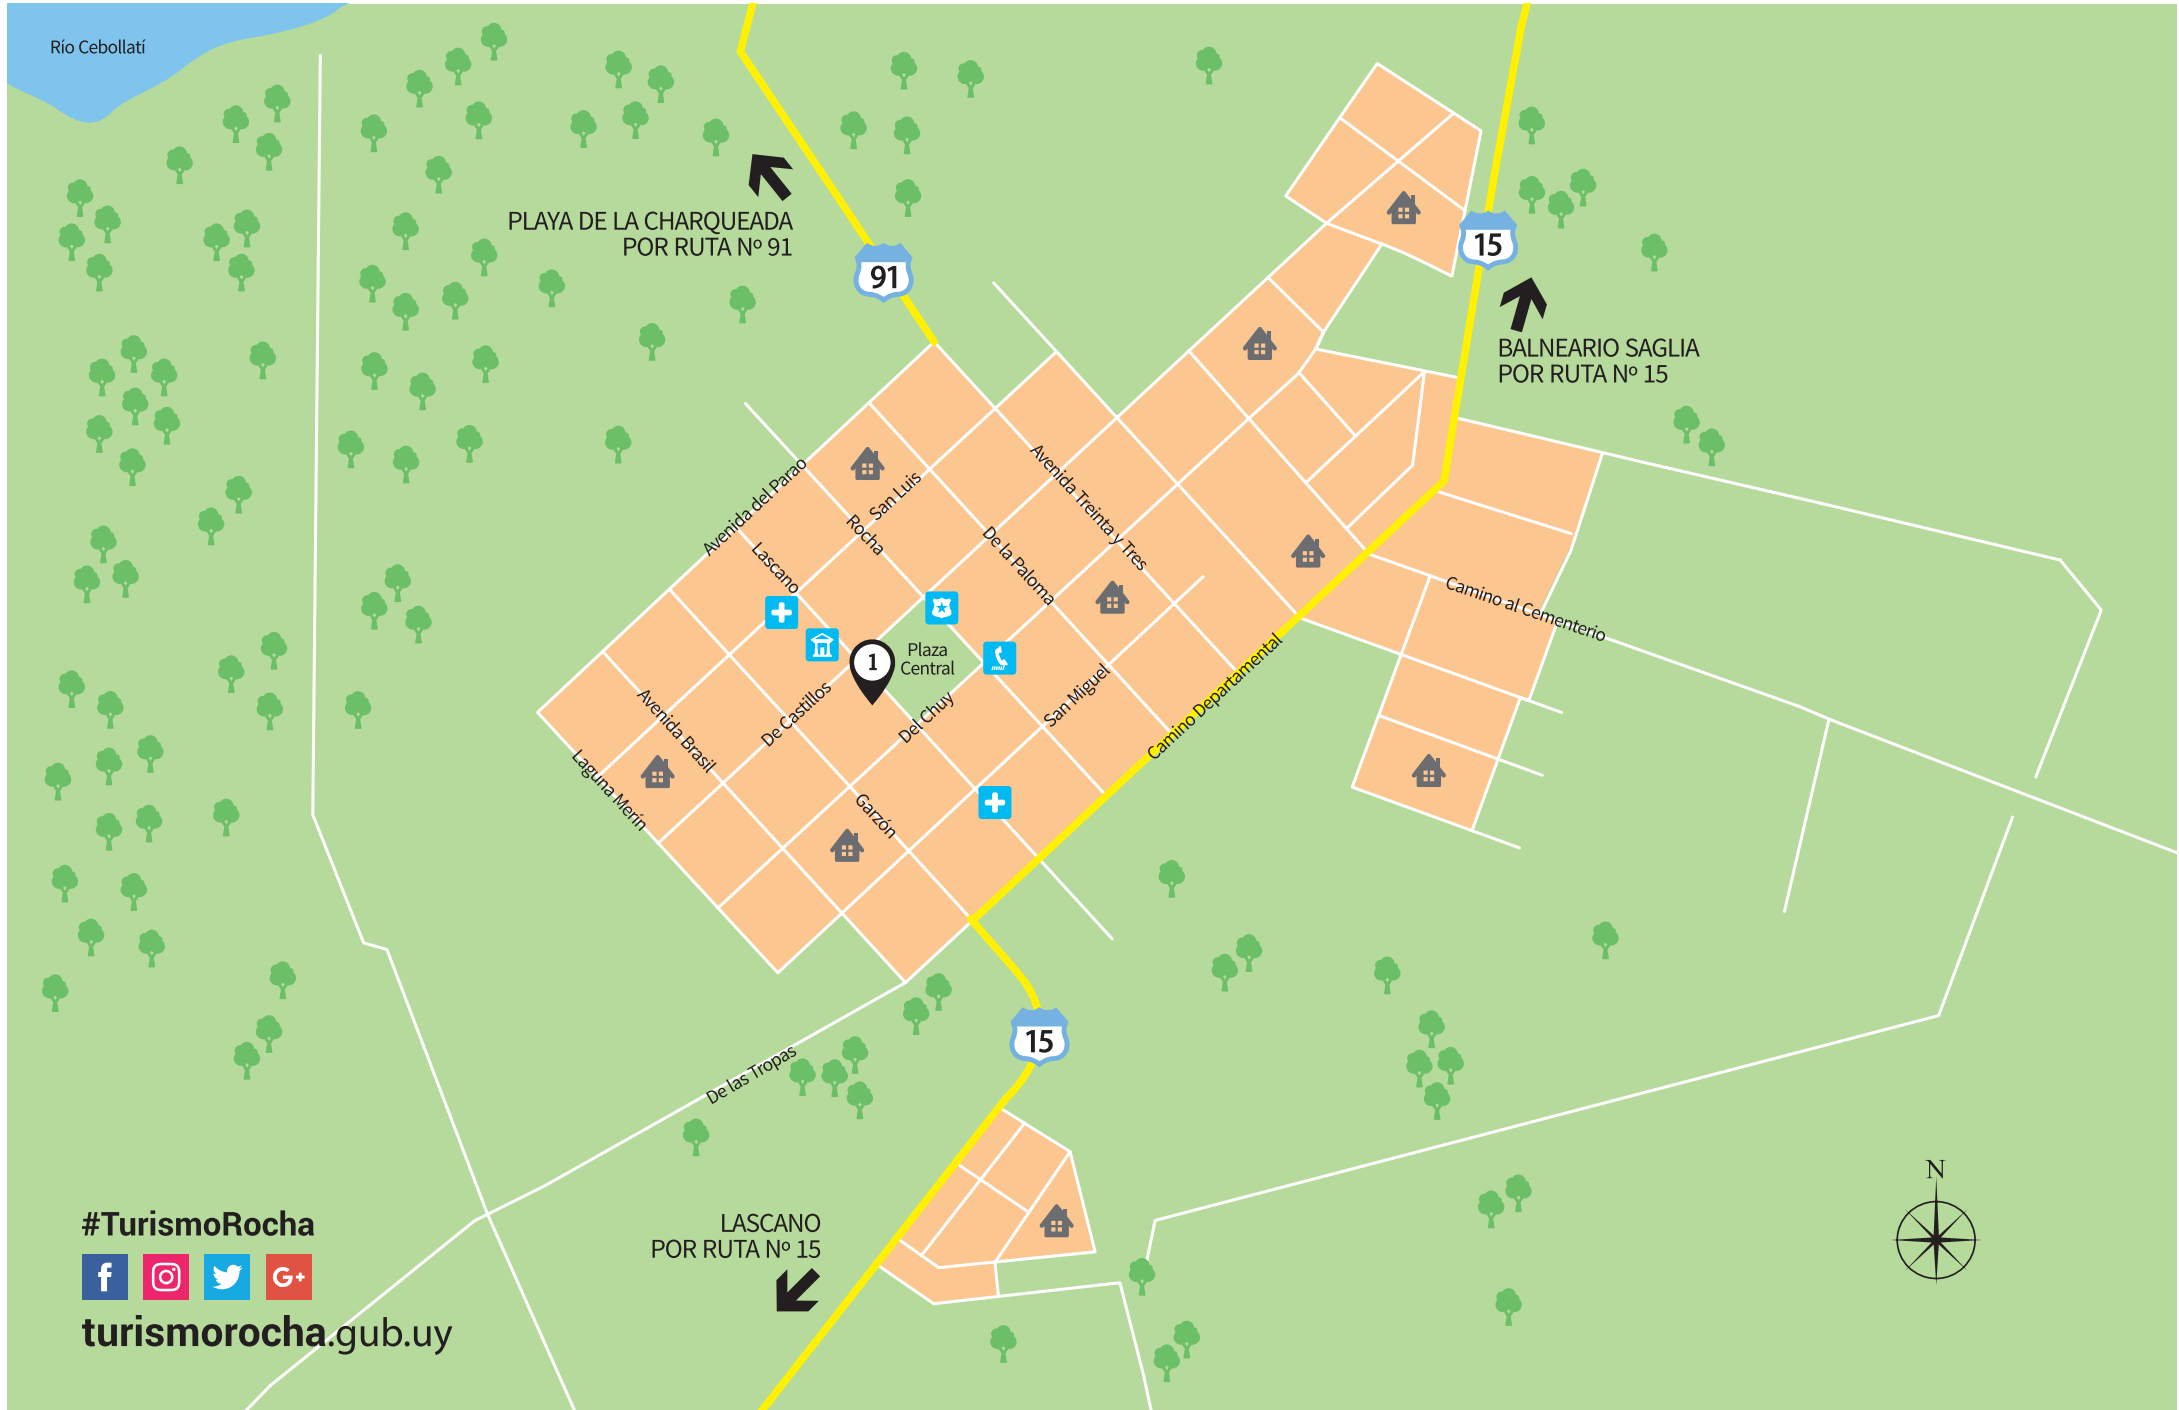 Río Cebollatí
PLAYA DE LA CHARQUEADA
POR RUTA Nº 91
91
15
BALNEARIO SAGLIA
POR RUTA Nº 15
Avenida del Parao
San Luis
Rocha
Lascano
Avenida Treinta y Tres
De la Paloma
Camino al Cementerio
Plaza
Central
1
De Castillos
Del Chuy
San Miguel
Camino Departamental
Avenida Brasil
Laguna Merín
Garzón
15
De las Tropas
LASCANO
POR RUTA Nº 15
N
#TurismoRocha
f
G+
turismorocha.gub.uy